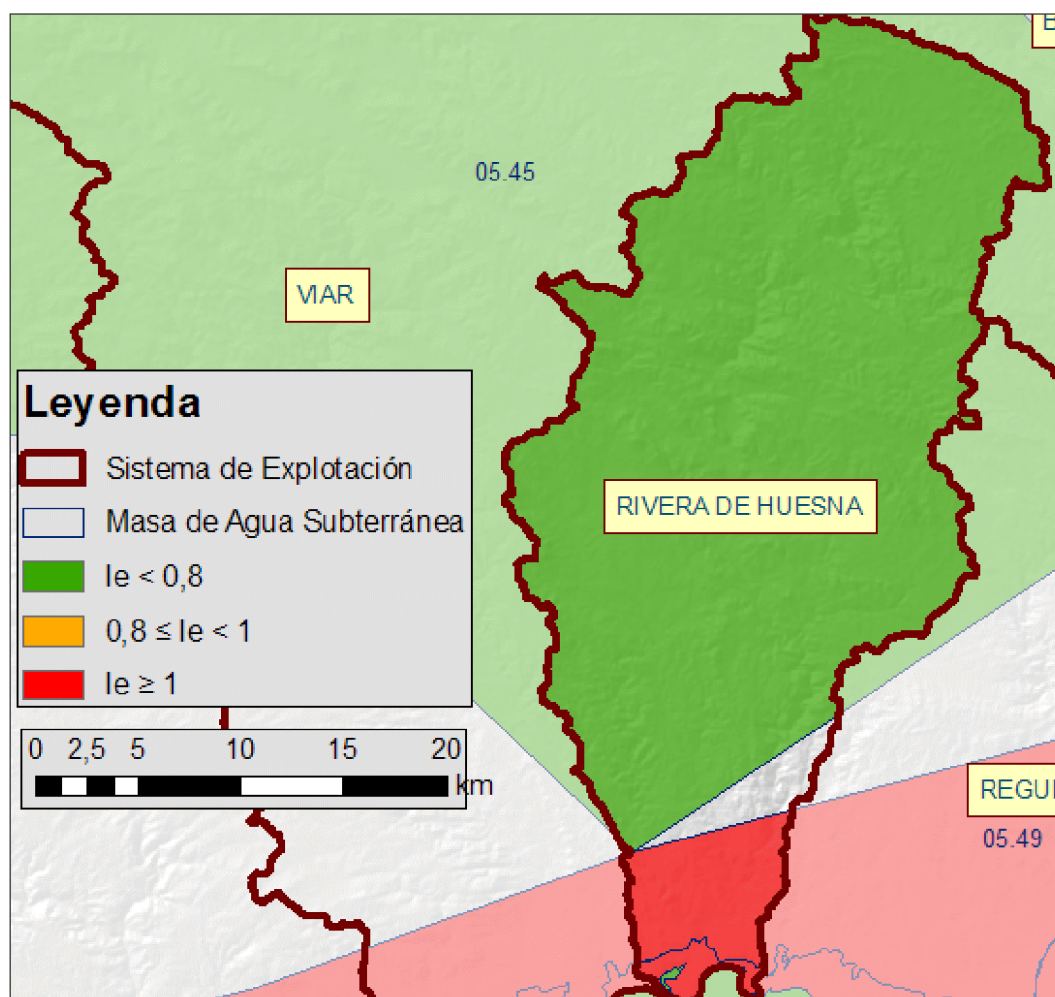 05.45
VIAR
Leyenda
Sistema de Explotación
Masa de Agua Subterránea
Ie < 0,8
0,8 ≤ Ie < 1
Ie ≥ 1
RIVERA DE HUESNA
0 2,5 5 10 15 20
km
REGU
05.49